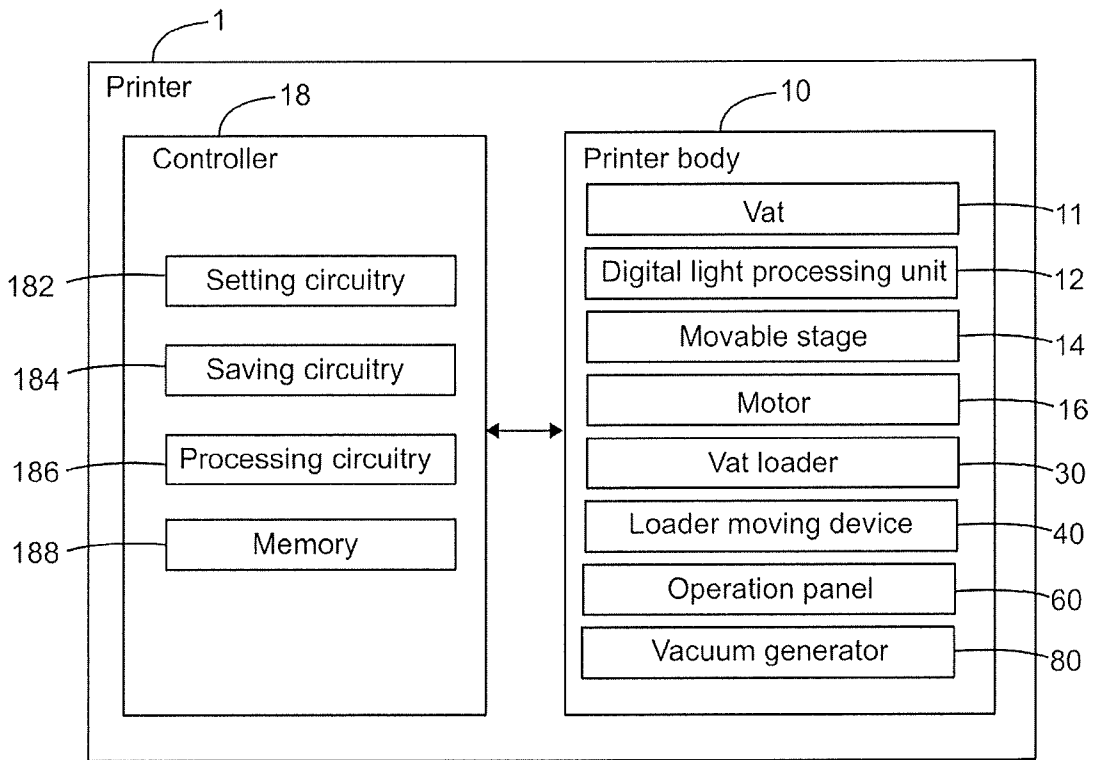 1
Printer
18
Controller
182
Setting circuitry
184
Saving circuitry
186
Processing circuitry
188
Memory
10
Printer body
Vat
11
Digital light processing unit
12
Movable stage
14
Motor
16
Vat loader
30
Loader moving device
40
Operation panel
60
Vacuum generator
80